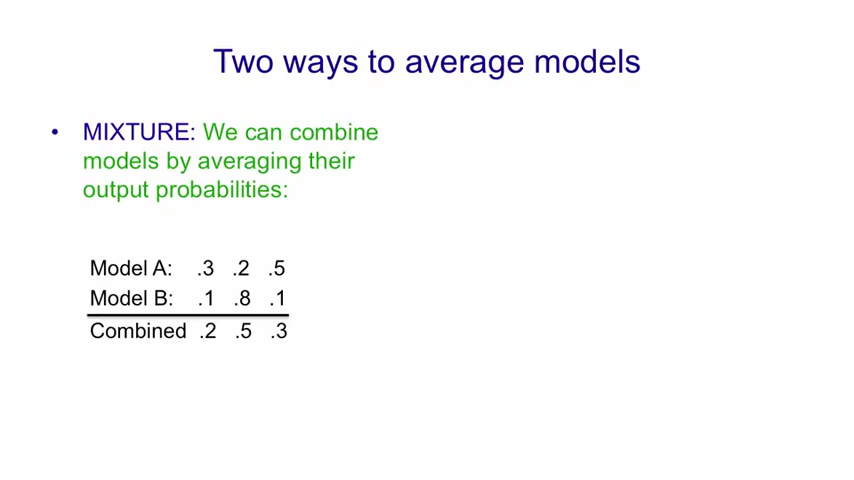 Two ways to average models
• MIXTURE: We can combine
models by averaging their
output probabilities:
Model A: .3 .2 .5
Model B: .1 .8 .1
Combined .2 .5 .3